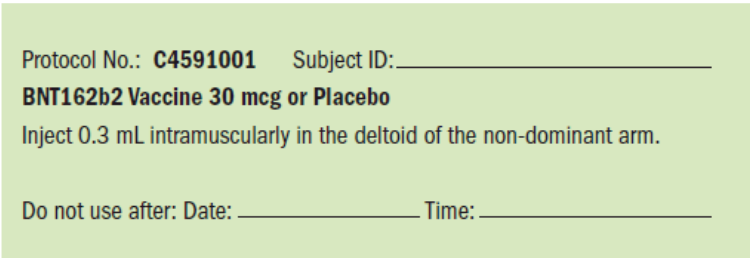 Protocol No.: C4591001 Subject ID:
BNT162b2 Vaccine 30 mcg or Placebo
Inject 0.3 mL intramuscularly in the deltoid of the non-dominant arm.
Do not use after: Date: Time: